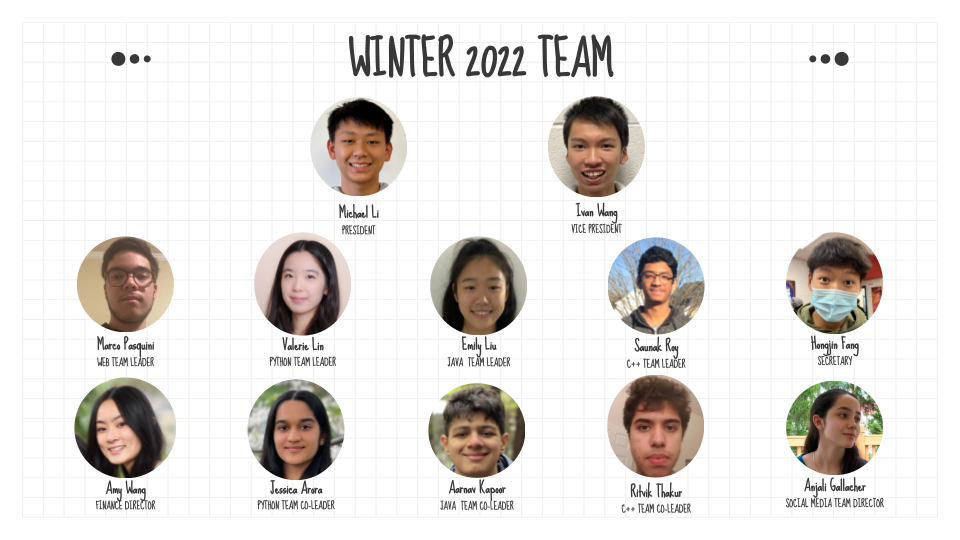 WINTER 2022 TEAM
Michael Li
PRESIDENT
Ivan Wang
VICE PRESIDENT
Marco Pasquini
WEB TEAM LEADER
Valerie Lin
PYTHON TEAM LEADER
Emily Liu
JAVA TEAM LEADER
Saunak Roy
C++ TEAM LEADER
Hongjin Fang
SECRETARY
Amy Wang
FINANCE DIRECTOR
Jessica Arora
PYTHON TEAM CO-LEADER
Aarnav Kapoor
JAVA TEAM CO-LEADER
Ritvik Thakur
C++ TEAM CO-LEADER
Anjali Gallacher
SOCIAL MEDIA TEAM DIRECTOR